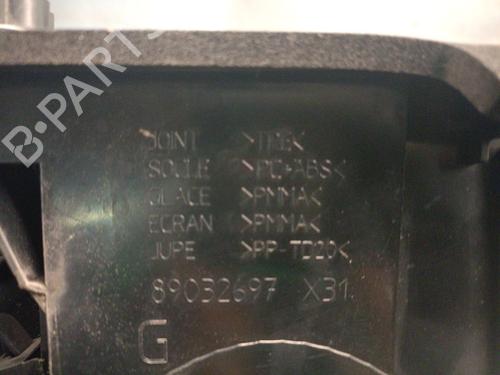 B-PARTS
JOINT >TPE<
SOCLE >PC-ABS<
GLACE >PMMA<
ECRAN >PMMA<
JUPE >PP-TD20<
89032697 X31
G